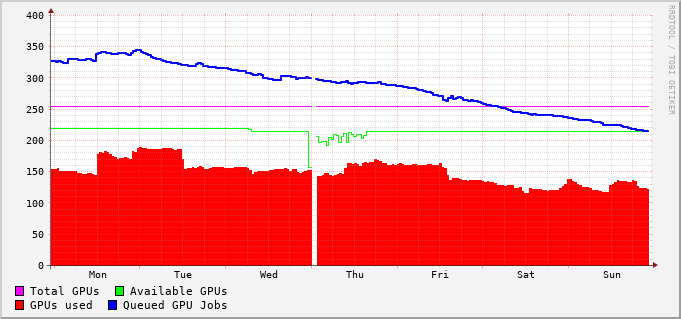 400
350
300
250
200
150
100
50
0
Mon Tue Wed Thu Fri Sat Sun
Total GPUs Available GPUs
GPUs used Queued GPU Jobs
RRDTOOL / TOBI OETIKER